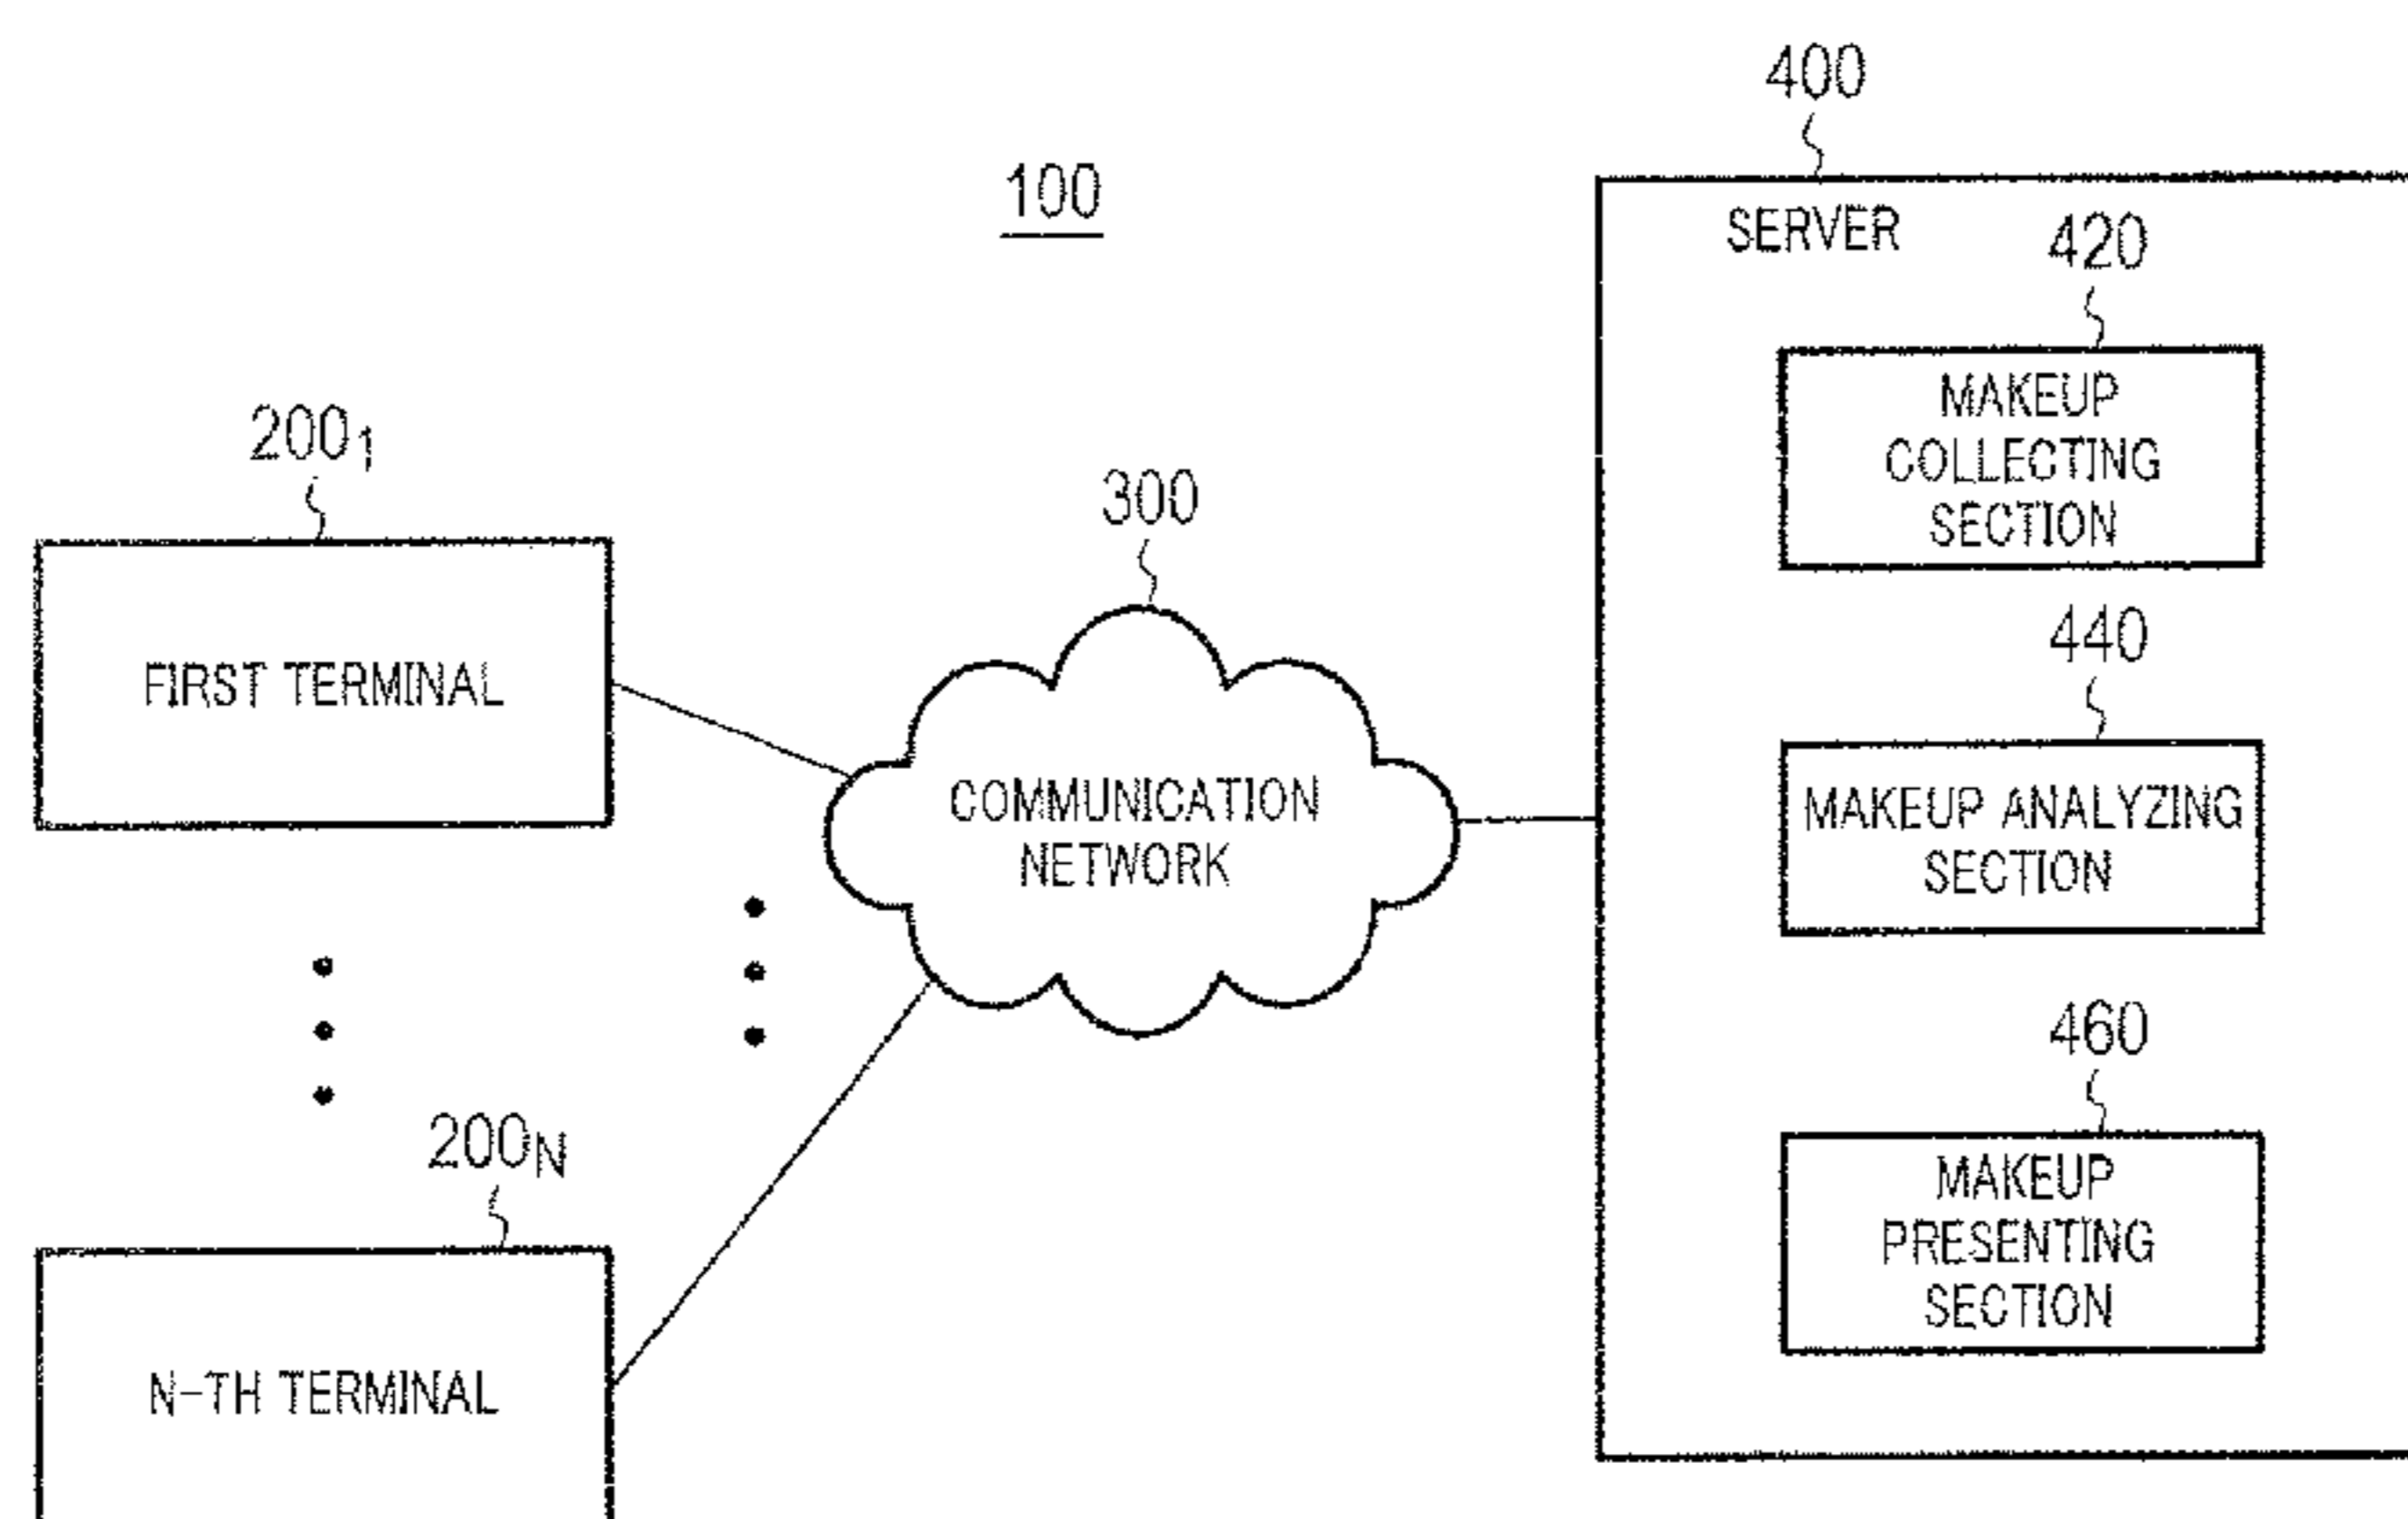 100
400
SERVER
420
MAKEUP
COLLECTING
SECTION
440
MAKEUP ANALYZING
SECTION
460
MAKEUP
PRESENTING
SECTION
200₁
FIRST TERMINAL
300
COMMUNICATION
NETWORK
200N
N-TH TERMINAL